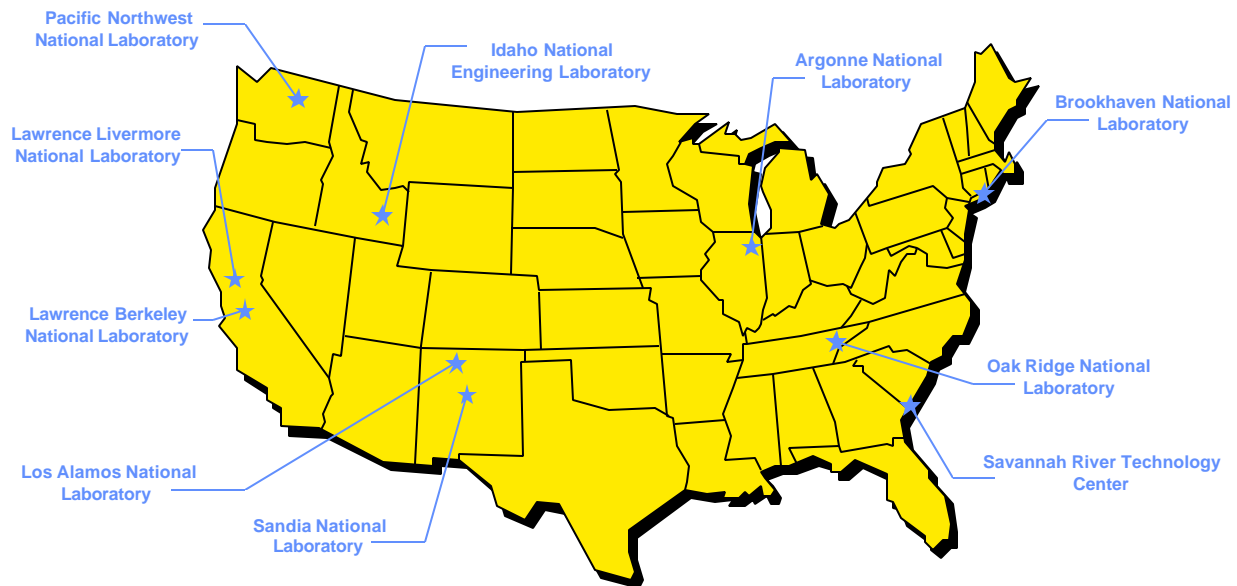 Pacific Northwest
National Laboratory
Idaho National
Engineering Laboratory
Argonne National
Laboratory
Brookhaven National
Laboratory
Lawrence Livermore
National Laboratory
Lawrence Berkeley
National Laboratory
Oak Ridge National
Laboratory
Los Alamos National
Laboratory
Savannah River Technology
Center
Sandia National
Laboratory